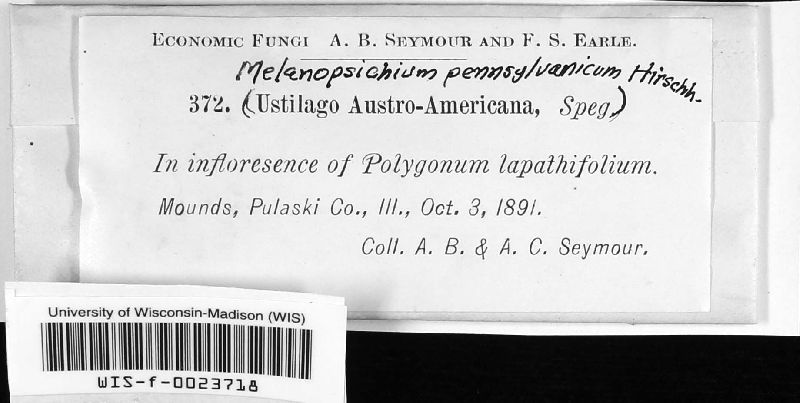 Economic Fungi A. B. Seymour and F. S. Earle.
Melanopsichium pennsylvanicum Hirschh.
372. (Ustilago Austro-Americana, Speg.)
In infloresence of Polygonum lapathifolium.
Mounds, Pulaski Co., Ill., Oct. 3, 1891.
Coll. A. B. & A. C. Seymour.
University of Wisconsin-Madison (WIS)
WIS-f-0023718